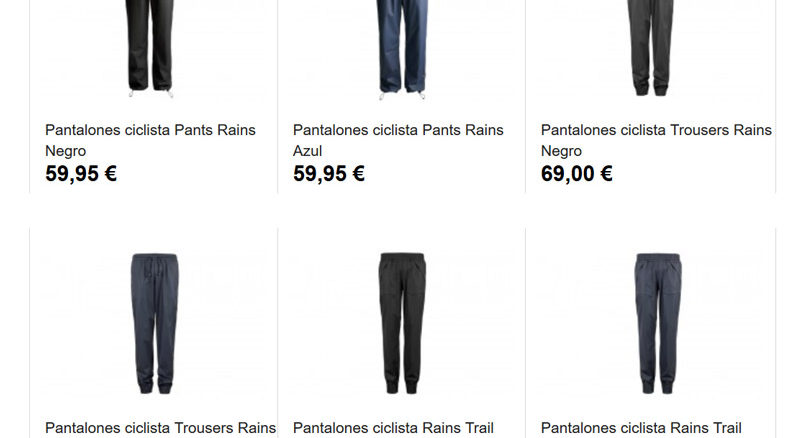 Pantalones ciclista Pants Rains
Negro
59,95 €
Pantalones ciclista Pants Rains
Azul
59,95 €
Pantalones ciclista Trousers Rains
Negro
69,00 €
Pantalones ciclista Trousers Rains
Pantalones ciclista Rains Trail
Pantalones ciclista Rains Trail